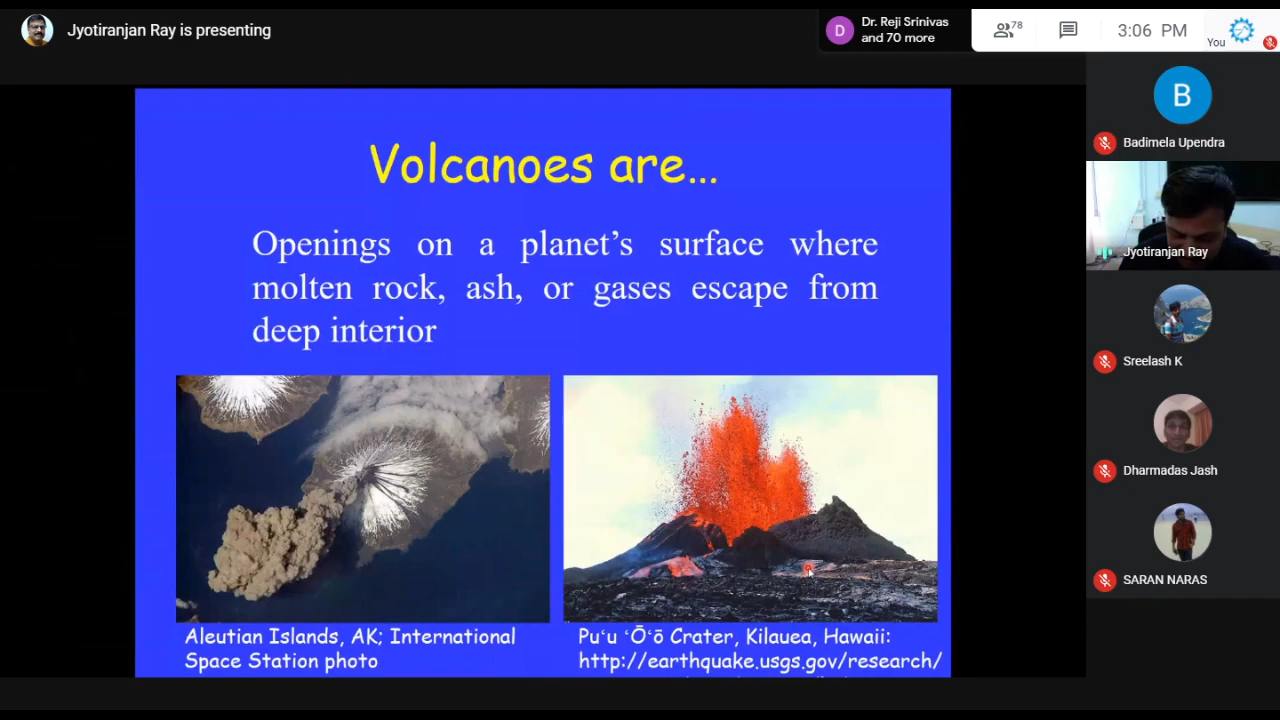 Jyotiranjan Ray is presenting
D
Dr. Reji Srinivas
and 70 more
78
3:06 PM
You
Volcanoes are...
Openings on a planet's surface where
molten rock, ash, or gases escape from
deep interior
Aleutian Islands, AK; International
Space Station photo
Puʻu ʻŌʻō Crater, Kilauea, Hawaii:
http://earthquake.usgs.gov/research/
B
Badimela Upendra
Jyotiranjan Ray
Sreelash K
Dharmadas Jash
SARAN NARAS